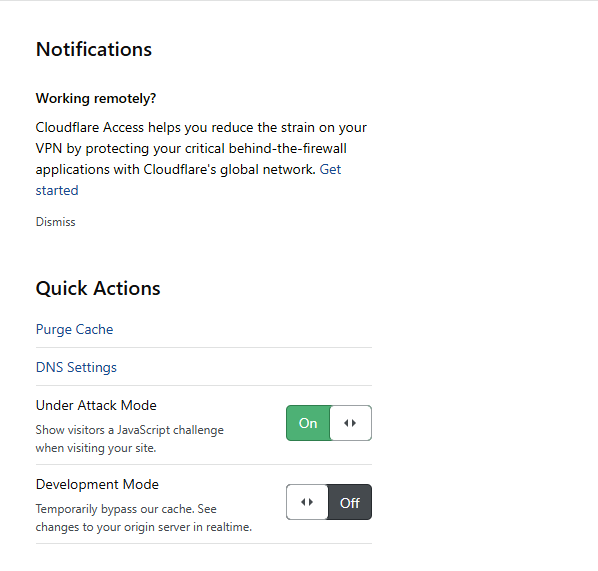 Notifications
Working remotely?
Cloudflare Access helps you reduce the strain on your
VPN by protecting your critical behind-the-firewall
applications with Cloudflare's global network. Get
started
Dismiss
Quick Actions
Purge Cache
DNS Settings
Under Attack Mode
Show visitors a JavaScript challenge
when visiting your site.
On
Development Mode
Temporarily bypass our cache. See
changes to your origin server in realtime.
Off